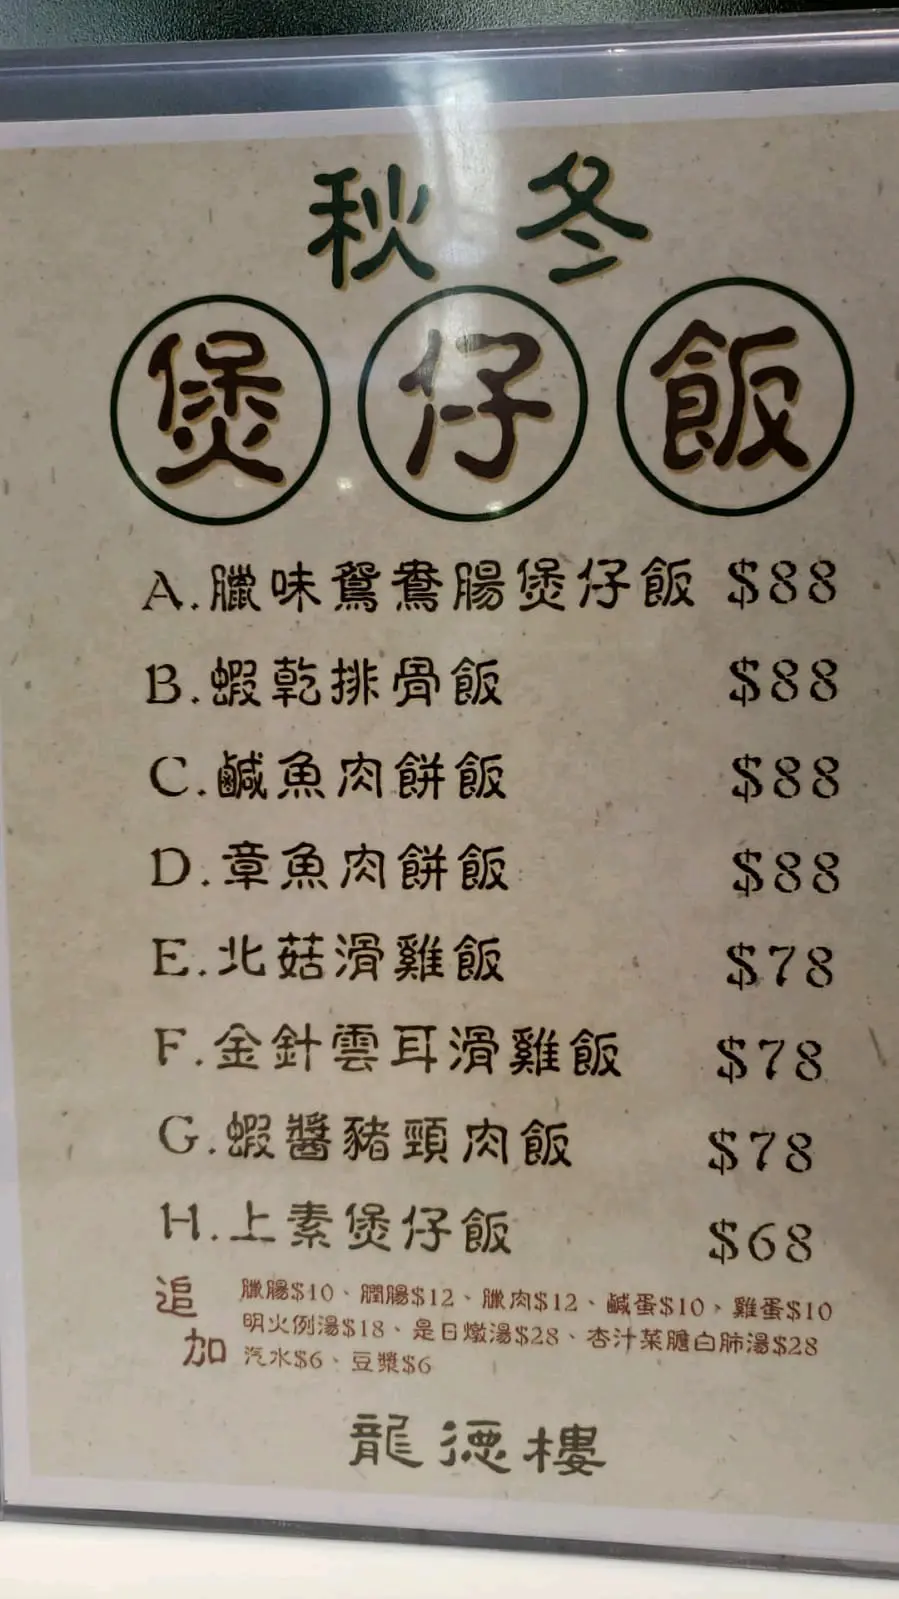 秋冬
煲仔飯
A.臘味鴛鴦腸煲仔飯 $88
B.蝦乾排骨飯 $88
C.鹹魚肉餅飯 $88
D.章魚肉餅飯 $88
E.北菇滑雞飯 $78
F.金針雲耳滑雞飯 $78
G.蝦醬豬頸肉飯 $78
H.上素煲仔飯 $68
追加
臘腸$10、潤腸$12、臘肉$12、鹹蛋$10，雞蛋$10
明火例湯$18、是日燉湯$28、杏汁菜膽白肺湯$28
汽水$6、豆漿$6
龍德樓